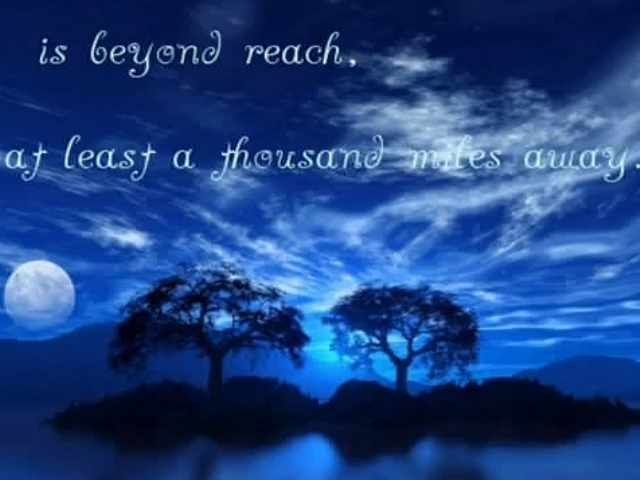 is beyond reach,
at least a thousand miles away.